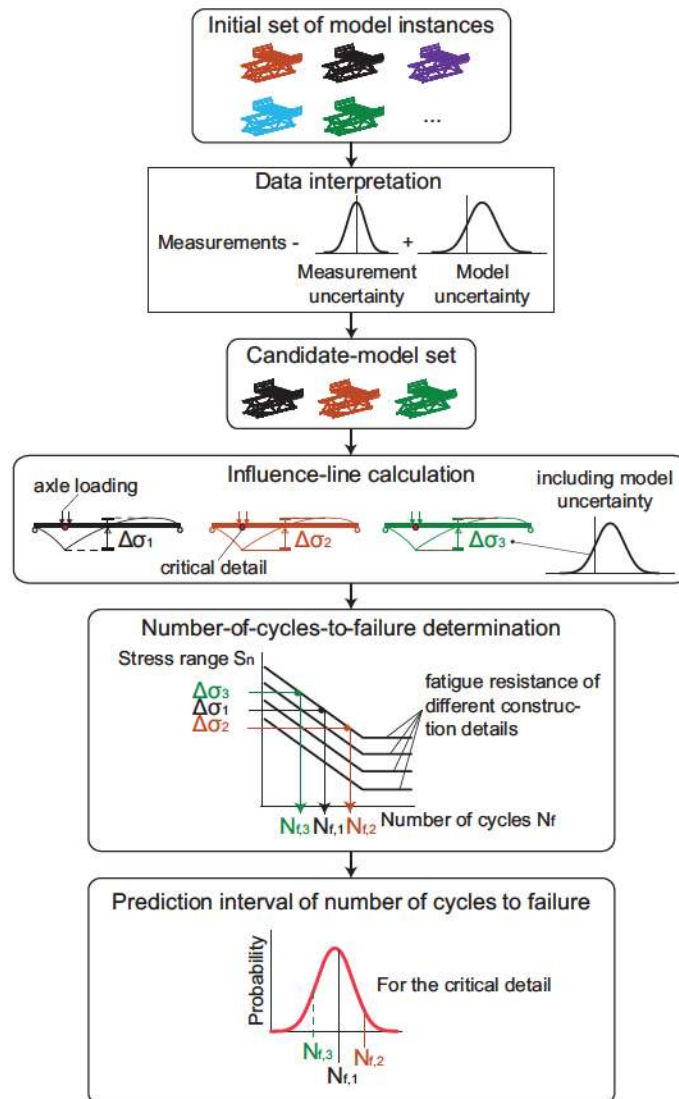 Initial set of model instances
...
Data interpretation
Measurements - +
Measurement uncertainty
Model uncertainty
Candidate-model set
Influence-line calculation
axle loading
including model uncertainty
Δσ1
Δσ2
Δσ3
critical detail
Number-of-cycles-to-failure determination
Stress range Sn
Δσ3
Δσ1
Δσ2
fatigue resistance of
different construc-
tion details
Nf,3 Nf,1 Nf,2 Number of cycles Nf
Prediction interval of number of cycles to failure
Probability
For the critical detail
Nf,3
Nf,2
Nf,1